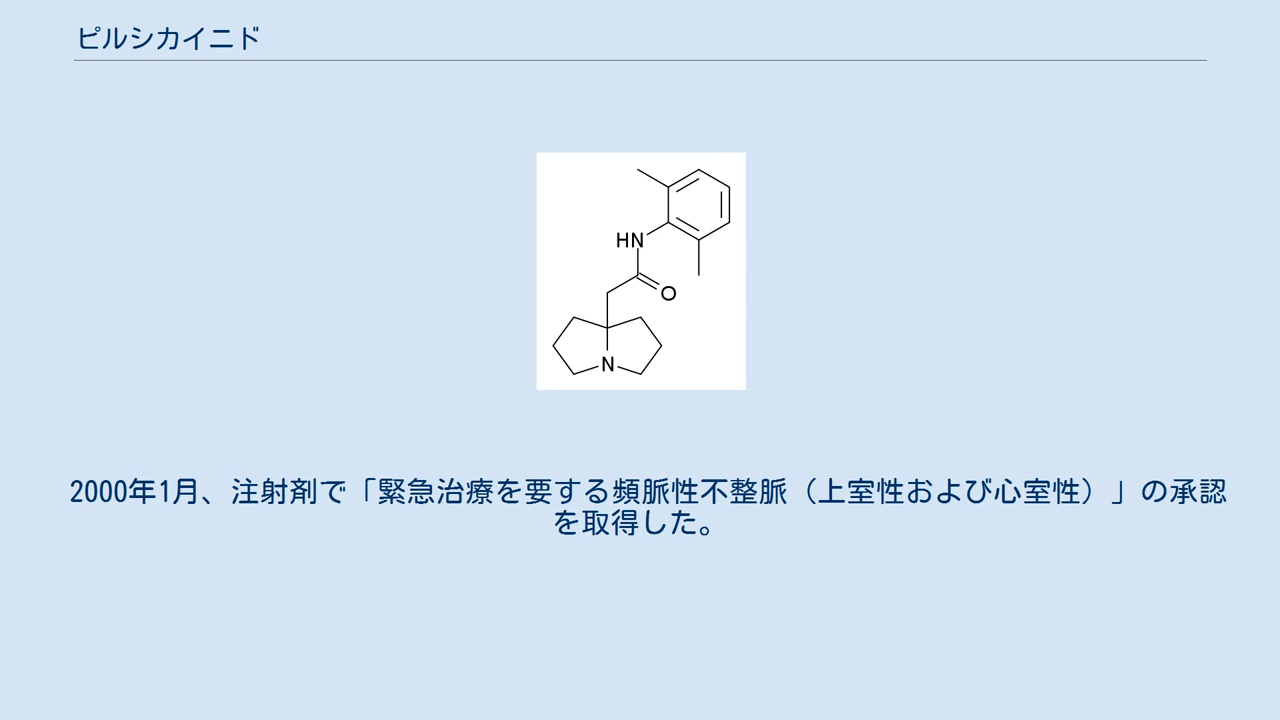 ピルシカイニド
HN
O
N
2000年1月、注射剤で「緊急治療を要する頻脈性不整脈（上室性および心室性）」の承認
を取得した。